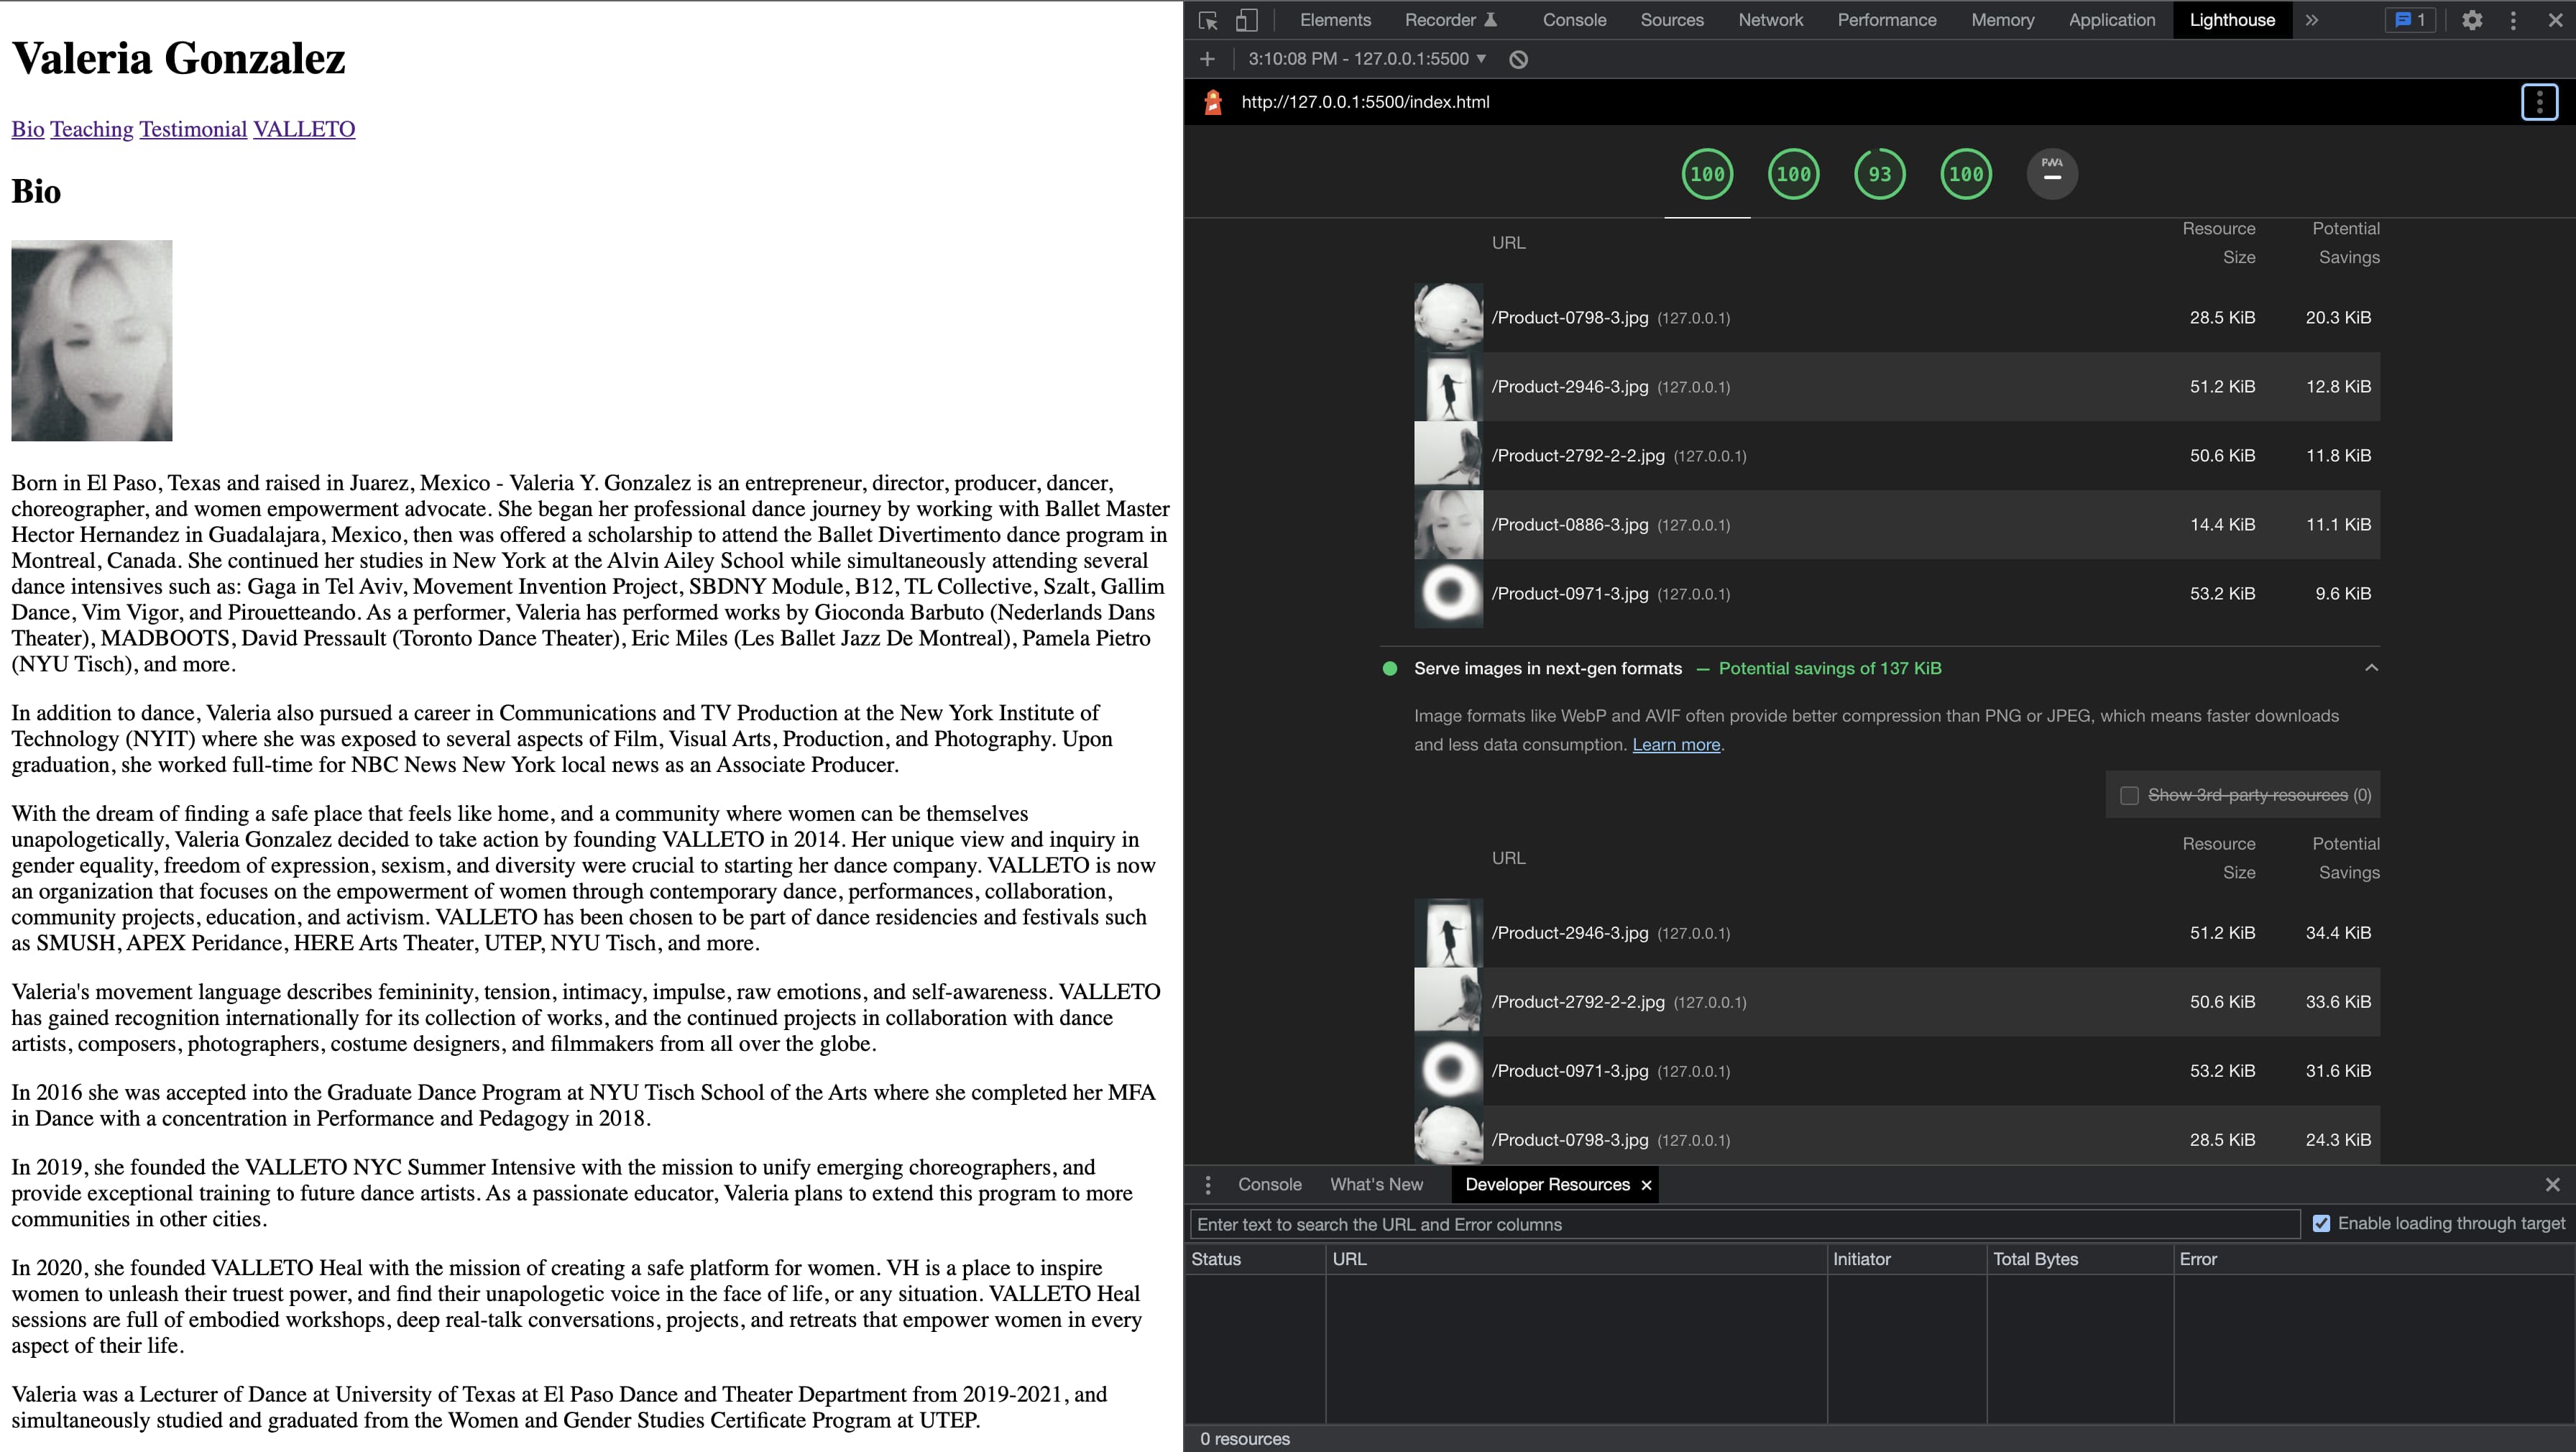 Valeria Gonzalez
Bio Teaching Testimonial VALLETO
Bio
Born in El Paso, Texas and raised in Juarez, Mexico - Valeria Y. Gonzalez is an entrepreneur, director, producer, dancer,
choreographer, and women empowerment advocate. She began her professional dance journey by working with Ballet Master
Hector Hernandez in Guadalajara, Mexico, then was offered a scholarship to attend the Ballet Divertimento dance program in
Montreal, Canada. She continued her studies in New York at the Alvin Ailey School while simultaneously attending several
dance intensives such as: Gaga in Tel Aviv, Movement Invention Project, SBDNY Module, B12, TL Collective, Szalt, Gallim
Dance, Vim Vigor, and Pirouetteando. As a performer, Valeria has performed works by Gioconda Barbuto (Nederlands Dans
Theater), MADBOOTS, David Pressault (Toronto Dance Theater), Eric Miles (Les Ballet Jazz De Montreal), Pamela Pietro
(NYU Tisch), and more.
In addition to dance, Valeria also pursued a career in Communications and TV Production at the New York Institute of
Technology (NYIT) where she was exposed to several aspects of Film, Visual Arts, Production, and Photography. Upon
graduation, she worked full-time for NBC News New York local news as an Associate Producer.
With the dream of finding a safe place that feels like home, and a community where women can be themselves
unapologetically, Valeria Gonzalez decided to take action by founding VALLETO in 2014. Her unique view and inquiry in
gender equality, freedom of expression, sexism, and diversity were crucial to starting her dance company. VALLETO is now
an organization that focuses on the empowerment of women through contemporary dance, performances, collaboration,
community projects, education, and activism. VALLETO has been chosen to be part of dance residencies and festivals such
as SMUSH, APEX Peridance, HERE Arts Theater, UTEP, NYU Tisch, and more.
Valeria's movement language describes femininity, tension, intimacy, impulse, raw emotions, and self-awareness. VALLETO
has gained recognition internationally for its collection of works, and the continued projects in collaboration with dance
artists, composers, photographers, costume designers, and filmmakers from all over the globe.
In 2016 she was accepted into the Graduate Dance Program at NYU Tisch School of the Arts where she completed her MFA
in Dance with a concentration in Performance and Pedagogy in 2018.
In 2019, she founded the VALLETO NYC Summer Intensive with the mission to unify emerging choreographers, and
provide exceptional training to future dance artists. As a passionate educator, Valeria plans to extend this program to more
communities in other cities.
In 2020, she founded VALLETO Heal with the mission of creating a safe platform for women. VH is a place to inspire
women to unleash their truest power, and find their unapologetic voice in the face of life, or any situation. VALLETO Heal
sessions are full of embodied workshops, deep real-talk conversations, projects, and retreats that empower women in every
aspect of their life.
Valeria was a Lecturer of Dance at University of Texas at El Paso Dance and Theater Department from 2019-2021, and
simultaneously studied and graduated from the Women and Gender Studies Certificate Program at UTEP.
Elements Recorder Console Sources Network Performance Memory Application Lighthouse » 1
3:10:08 PM - 127.0.0.1:5500
http://127.0.0.1:5500/index.html
100 100 93 100 PWA
URL Resource Size Potential Savings
/Product-0798-3.jpg (127.0.0.1) 28.5 KiB 20.3 KiB
/Product-2946-3.jpg (127.0.0.1) 51.2 KiB 12.8 KiB
/Product-2792-2-2.jpg (127.0.0.1) 50.6 KiB 11.8 KiB
/Product-0886-3.jpg (127.0.0.1) 14.4 KiB 11.1 KiB
/Product-0971-3.jpg (127.0.0.1) 53.2 KiB 9.6 KiB
Serve images in next-gen formats — Potential savings of 137 KiB
Image formats like WebP and AVIF often provide better compression than PNG or JPEG, which means faster downloads
and less data consumption. Learn more.
Show 3rd-party resources (0)
URL Resource Size Potential Savings
/Product-2946-3.jpg (127.0.0.1) 51.2 KiB 34.4 KiB
/Product-2792-2-2.jpg (127.0.0.1) 50.6 KiB 33.6 KiB
/Product-0971-3.jpg (127.0.0.1) 53.2 KiB 31.6 KiB
/Product-0798-3.jpg (127.0.0.1) 28.5 KiB 24.3 KiB
Console What's New Developer Resources
Enter text to search the URL and Error columns Enable loading through target
Status URL Initiator Total Bytes Error
0 resources